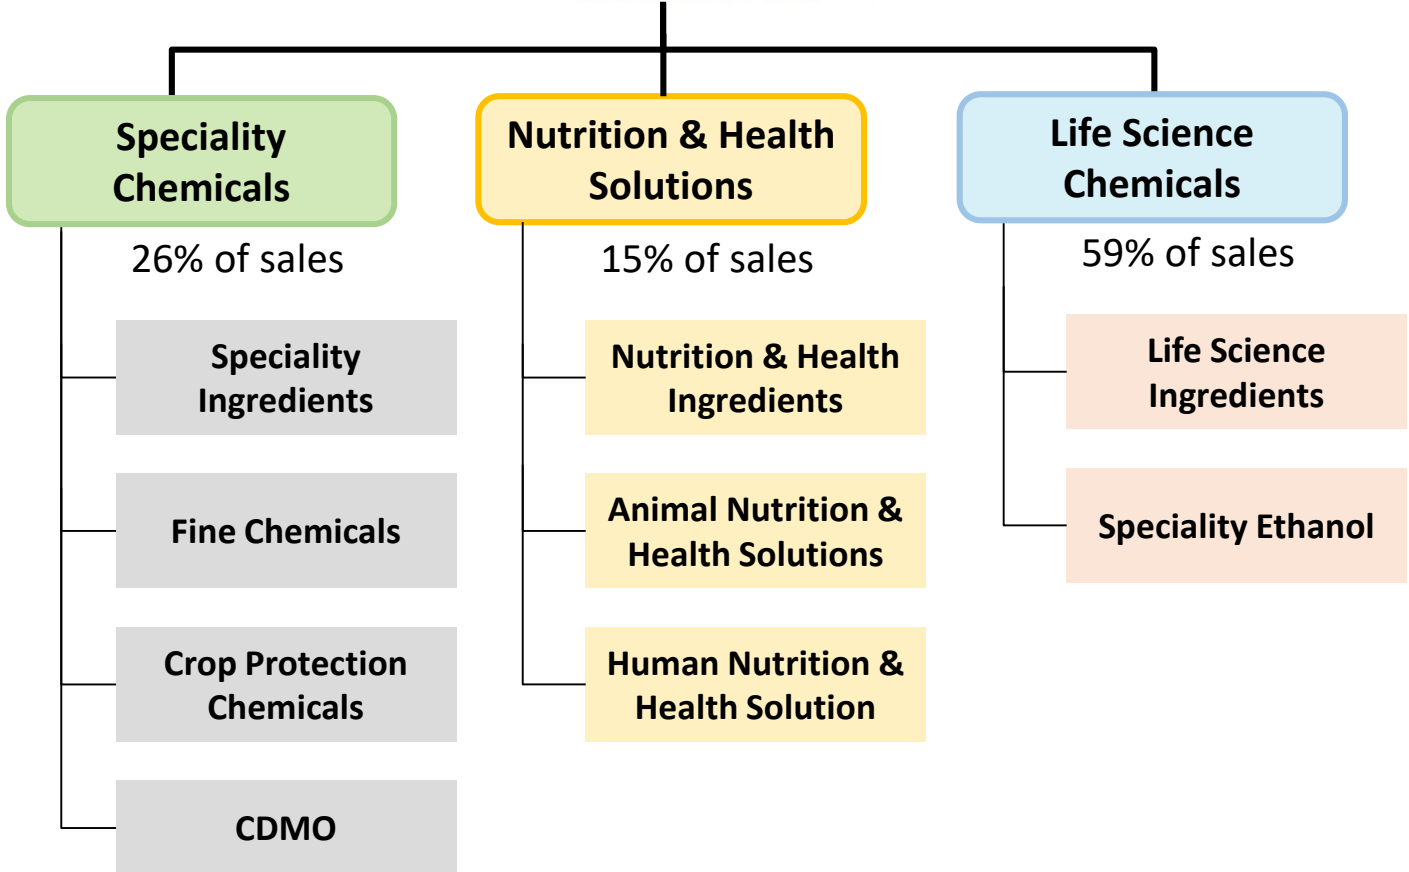 Speciality
Chemicals
26% of sales
Speciality
Ingredients
Fine Chemicals
Crop Protection
Chemicals
CDMO
Nutrition & Health
Solutions
15% of sales
Nutrition & Health
Ingredients
Animal Nutrition &
Health Solutions
Human Nutrition &
Health Solution
Life Science
Chemicals
59% of sales
Life Science
Ingredients
Speciality Ethanol